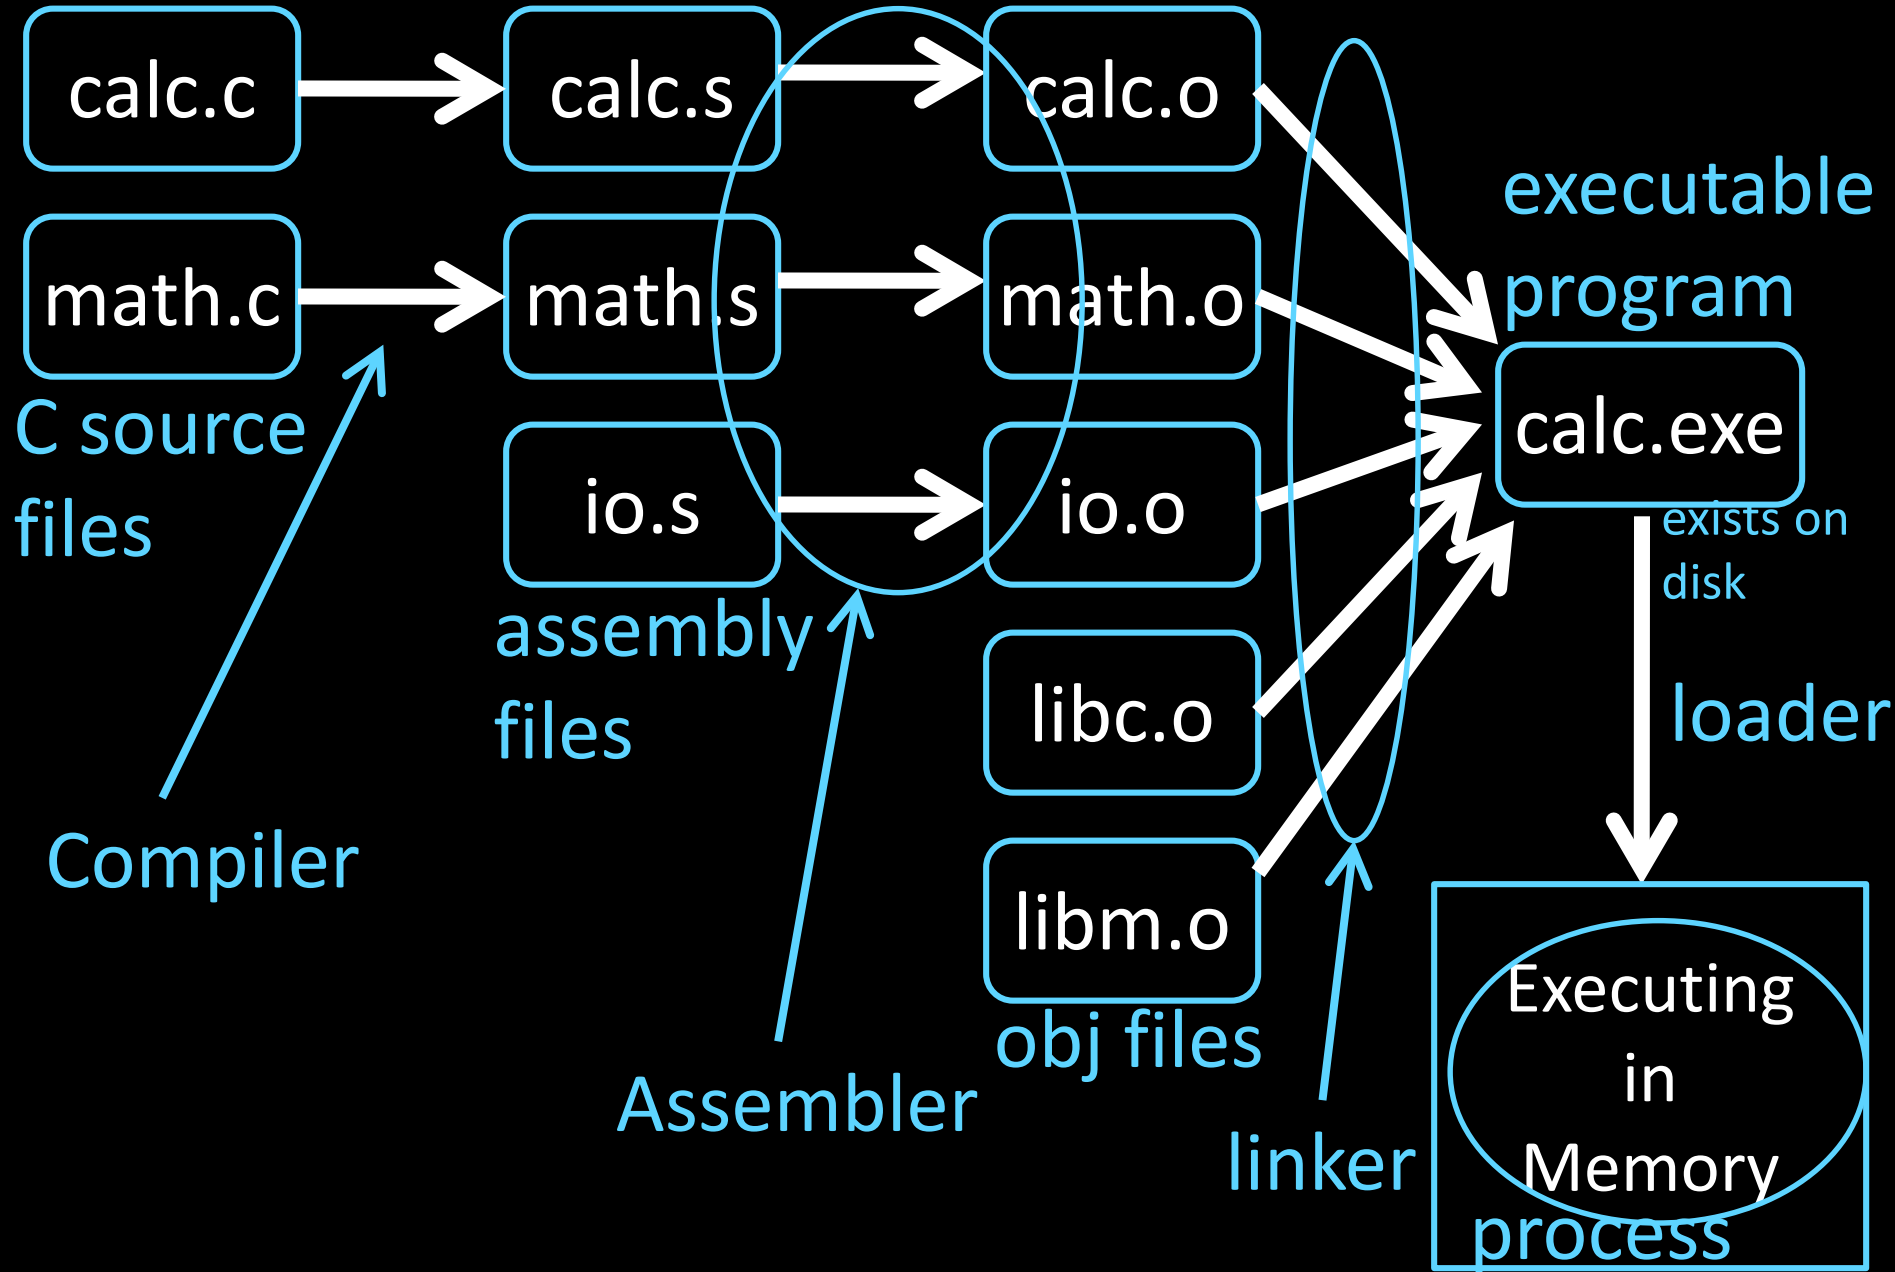 calc.c
calc.s
calc.o
math.c
math.s
math.o
io.s
io.o
libc.o
libm.o
C source
files
assembly
files
obj files
Compiler
Assembler
linker
executable
program
calc.exe
exists on
disk
loader
Executing
in
Memory
process